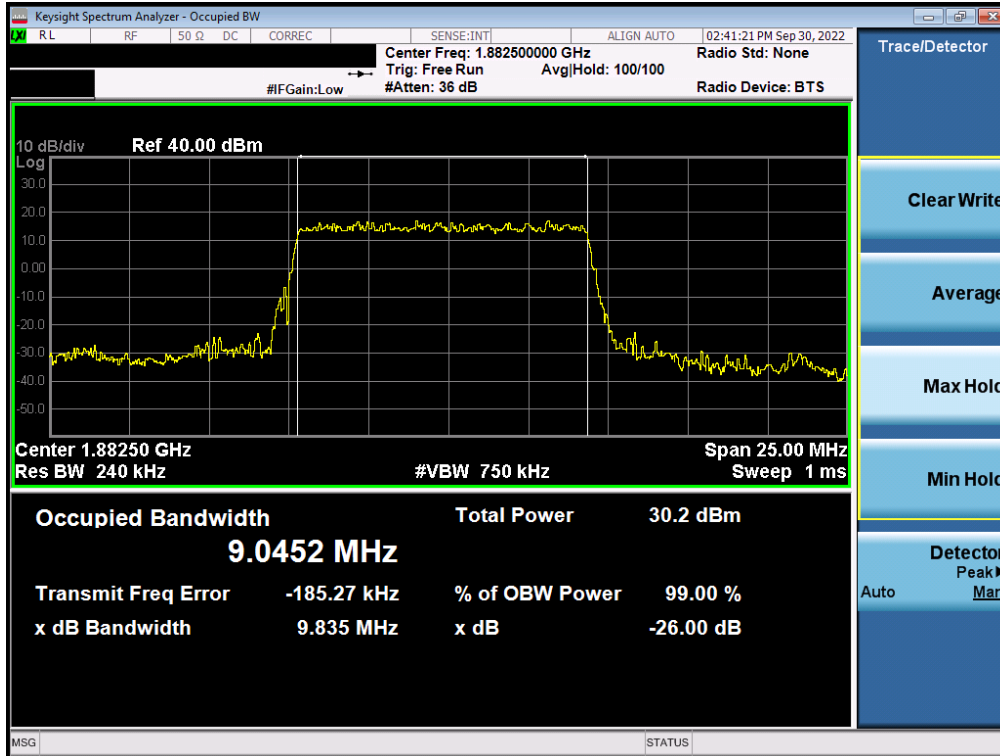 Keysight Spectrum Analyzer - Occupied BW
LXI RL RF 50 Ω DC CORREC SENSE:INT ALIGN AUTO 02:41:21 PM Sep 30, 2022
Center Freq: 1.882500000 GHz Radio Std: None
Trig: Free Run Avg|Hold: 100/100
#IFGain:Low #Atten: 36 dB Radio Device: BTS
Trace/Detector
10 dB/div Ref 40.00 dBm
Log
30.0
20.0
10.0
0.00
-10.0
-20.0
-30.0
-40.0
-50.0
Center 1.88250 GHz Span 25.00 MHz
Res BW 240 kHz #VBW 750 kHz Sweep 1 ms
Occupied Bandwidth Total Power 30.2 dBm
9.0452 MHz
Transmit Freq Error -185.27 kHz % of OBW Power 99.00 %
x dB Bandwidth 9.835 MHz x dB -26.00 dB
Clear Write
Average
Max Hold
Min Hold
Detector
Peak
Auto Man
MSG STATUS